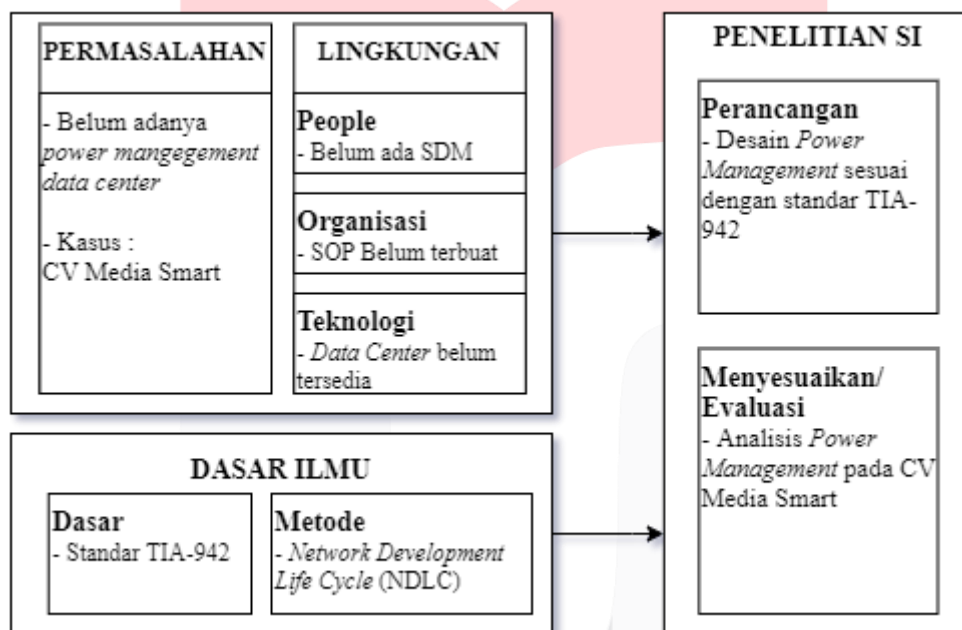 PERMASALAHAN
- Belum adanya
power mangegement
data center
- Kasus :
CV Media Smart
LINGKUNGAN
People
- Belum ada SDM
Organisasi
- SOP Belum terbuat
Teknologi
- Data Center belum
tersedia
DASAR ILMU
Dasar
- Standar TIA-942
Metode
- Network Development
Life Cycle (NDLC)
PENELITIAN SI
Perancangan
- Desain Power
Management sesuai
dengan standar TIA-
942
Menyesuaikan/
Evaluasi
- Analisis Power
Management pada CV
Media Smart